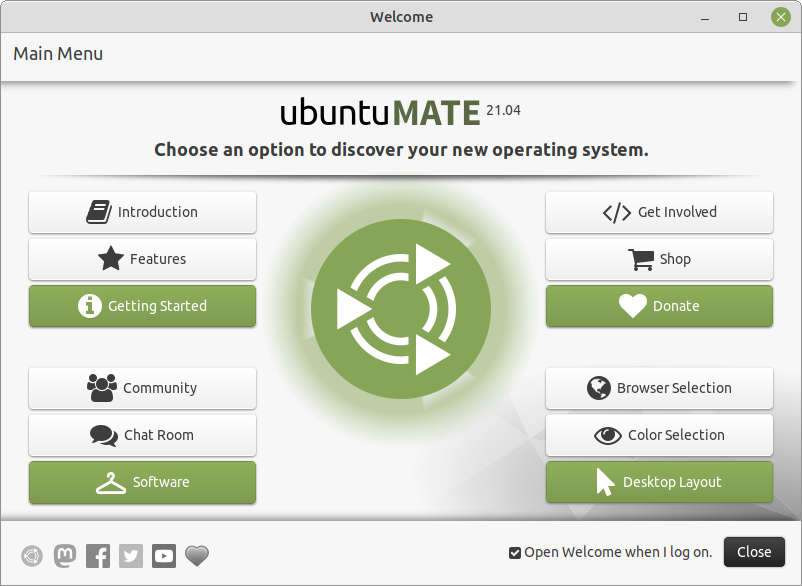 Welcome
Main Menu
ubuntu MATE 21.04
Choose an option to discover your new operating system.
Introduction
Features
Getting Started
Community
Chat Room
Software
Get Involved
Shop
Donate
Browser Selection
Color Selection
Desktop Layout
Open Welcome when I log on.
Close